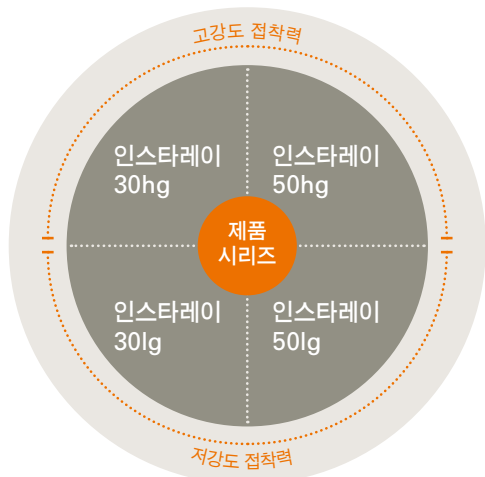 고강도 접착력
인스타레이
30hg
인스타레이
50hg
제품
시리즈
인스타레이
30lg
인스타레이
50lg
저강도 접착력